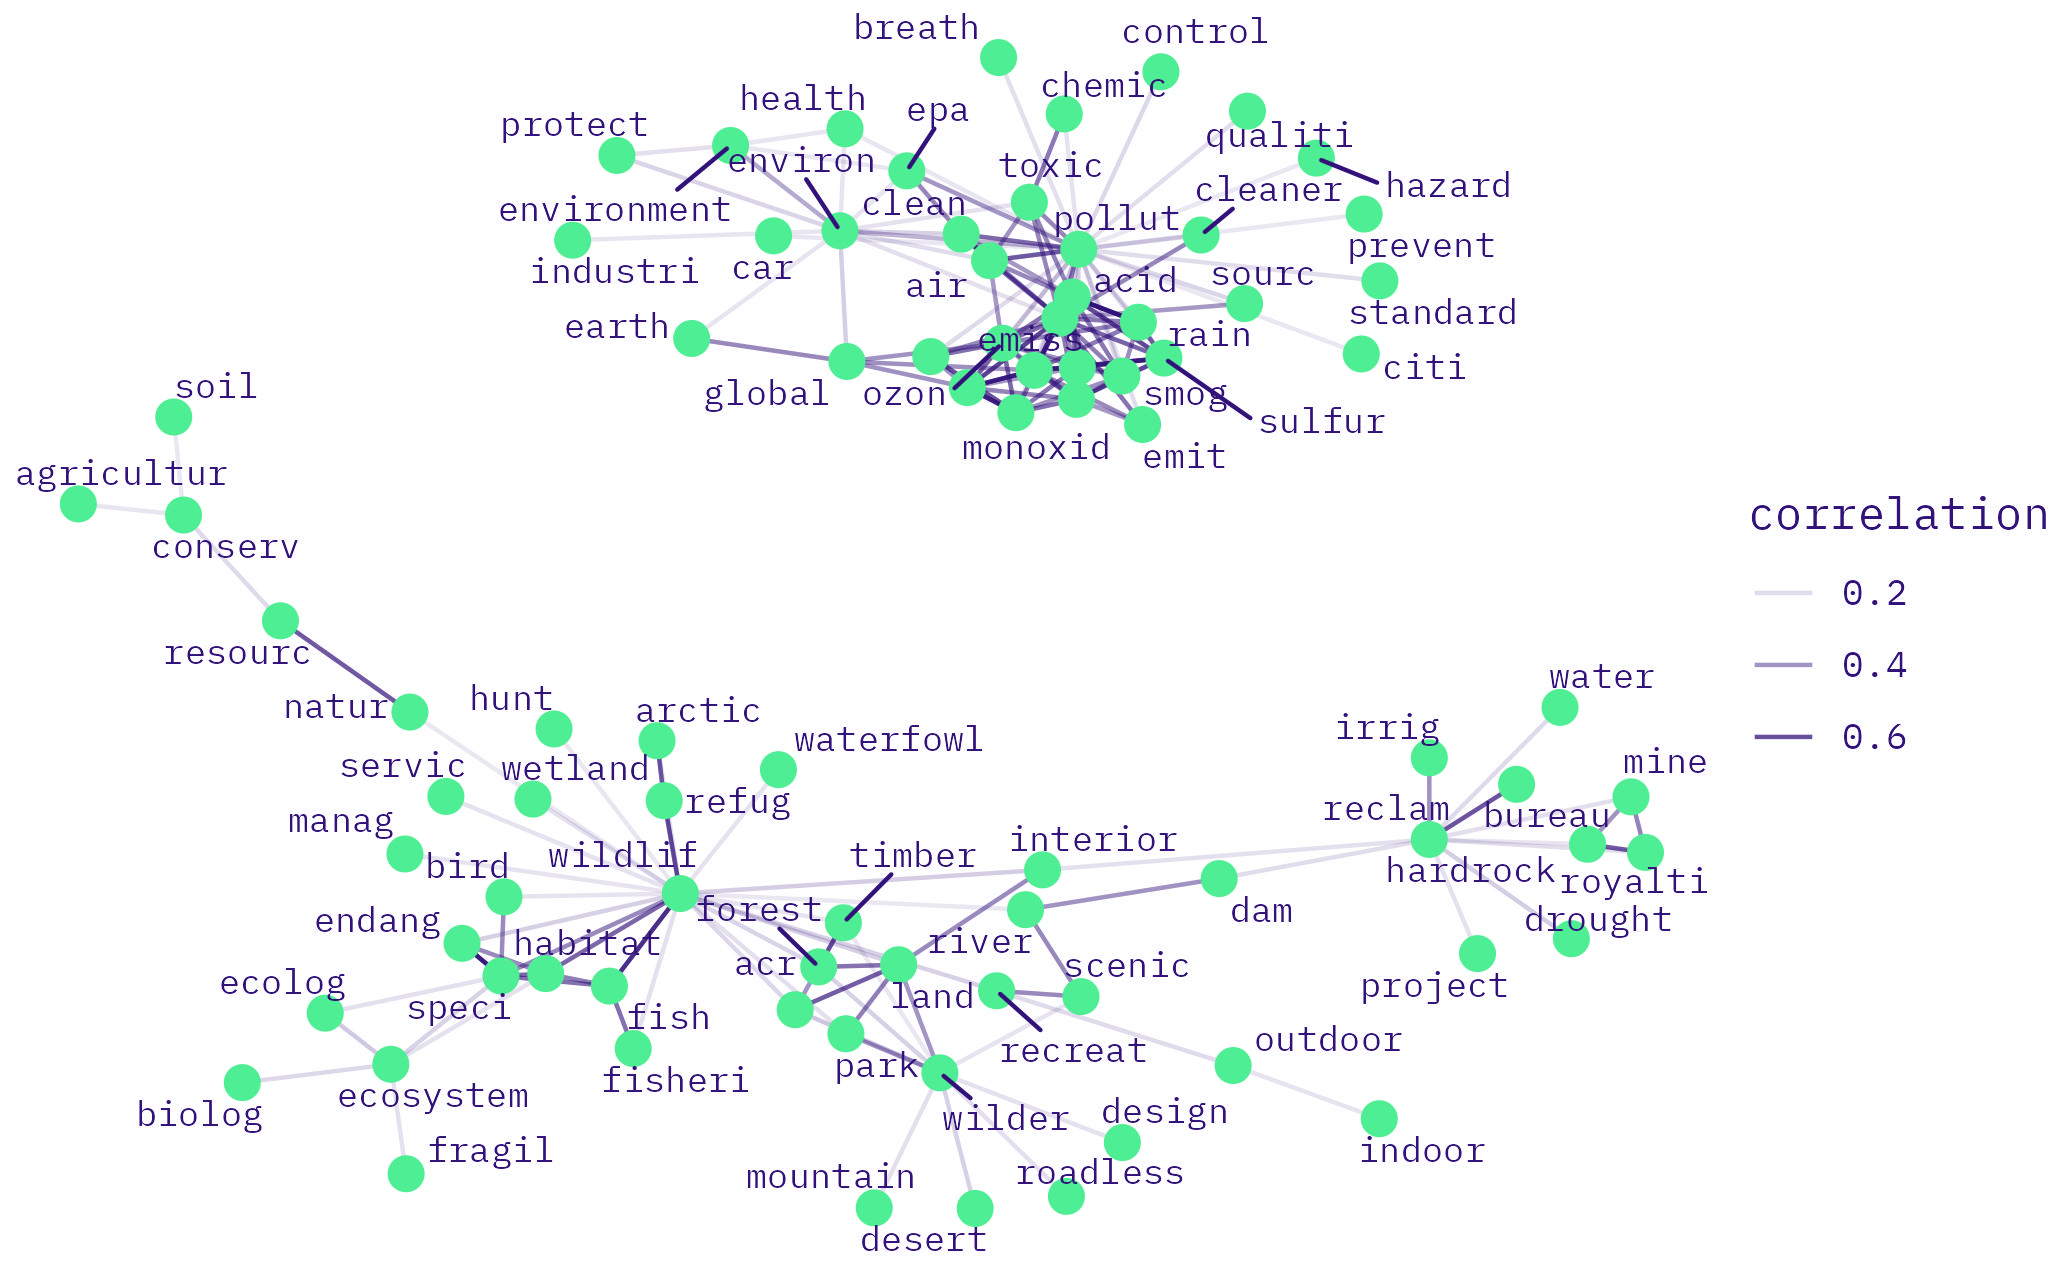 breath
control
chemic
health
epa
protect
qualiti
environ
toxic
hazard
cleaner
environment
clean
pollut
prevent
industri
car
air
acid
sourc
standard
earth
emiss
rain
citi
global
ozon
smog
sulfur
monoxid
emit
soil
agricultur
conserv
resourc
natur
hunt
arctic
waterfowl
servic
wetland
refug
manag
bird
wildlif
timber
interior
endang
forest
habitat
acr
river
dam
ecolog
speci
fish
land
scenic
recreat
outdoor
fisheri
park
ecosystem
biolog
wilder
design
fragil
indoor
mountain
roadless
desert
water
irrig
mine
reclam
bureau
hardrock
royalti
drought
project
correlation
0.2
0.4
0.6